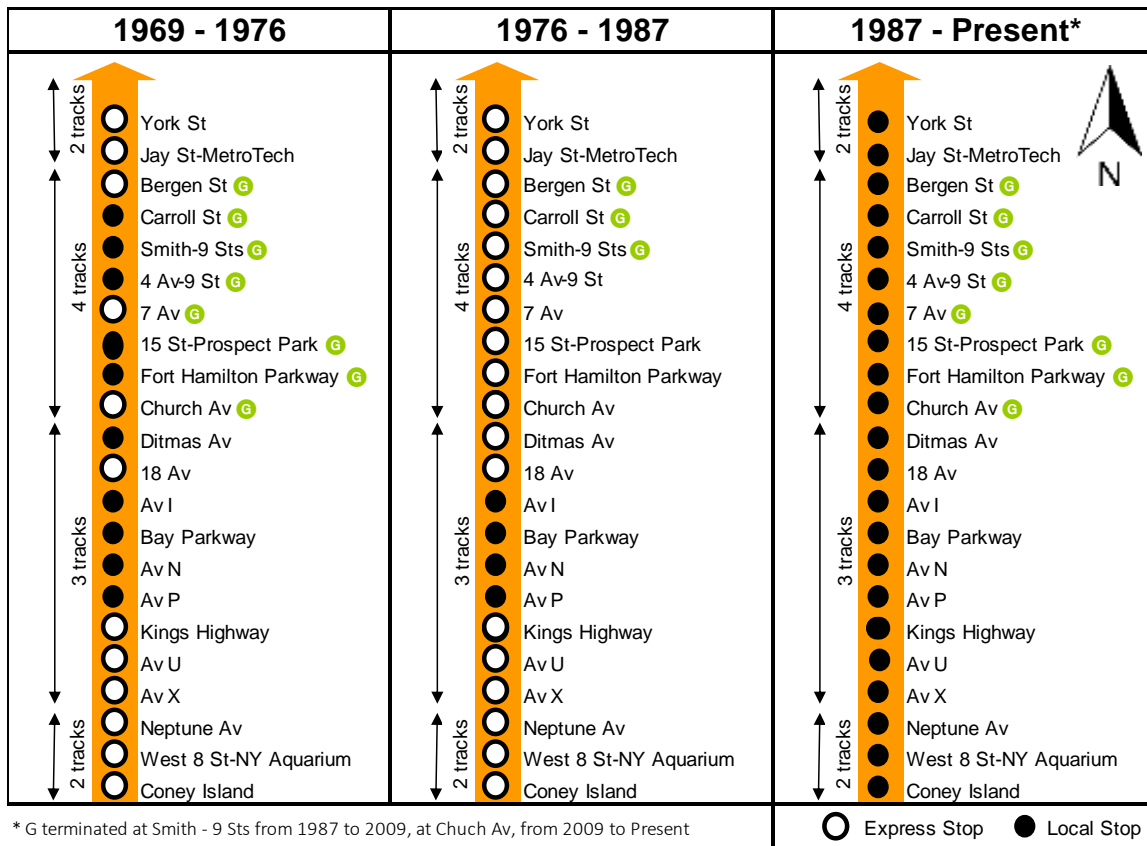 1969 - 1976
2 tracks
4 tracks
3 tracks
2 tracks
York St
Jay St-MetroTech
Bergen St G
Carroll St G
Smith-9 Sts G
4 Av-9 St G
7 Av G
15 St-Prospect Park G
Fort Hamilton Parkway G
Church Av G
Ditmas Av
18 Av
Av I
Bay Parkway
Av N
Av P
Kings Highway
Av U
Av X
Neptune Av
West 8 St-NY Aquarium
Coney Island
1976 - 1987
2 tracks
4 tracks
3 tracks
2 tracks
York St
Jay St-MetroTech
Bergen St G
Carroll St G
Smith-9 Sts G
4 Av-9 St
7 Av
15 St-Prospect Park
Fort Hamilton Parkway
Church Av
Ditmas Av
18 Av
Av I
Bay Parkway
Av N
Av P
Kings Highway
Av U
Av X
Neptune Av
West 8 St-NY Aquarium
Coney Island
1987 - Present*
N
2 tracks
4 tracks
3 tracks
2 tracks
York St
Jay St-MetroTech
Bergen St G
Carroll St G
Smith-9 Sts G
4 Av-9 St G
7 Av G
15 St-Prospect Park G
Fort Hamilton Parkway G
Church Av G
Ditmas Av
18 Av
Av I
Bay Parkway
Av N
Av P
Kings Highway
Av U
Av X
Neptune Av
West 8 St-NY Aquarium
Coney Island
* G terminated at Smith - 9 Sts from 1987 to 2009, at Chuch Av, from 2009 to Present
Express Stop
Local Stop